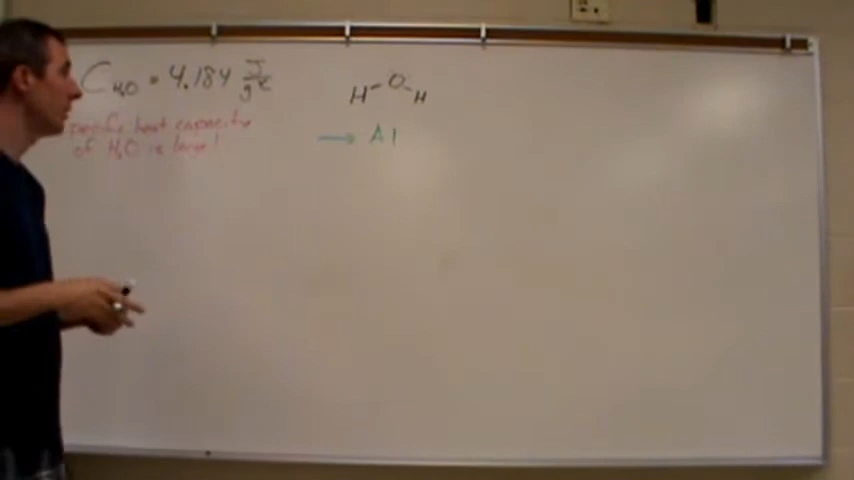 C H₂O = 4.184 J/g°C
specific heat capacity
of H₂O is large!
H-O-H
→ Al